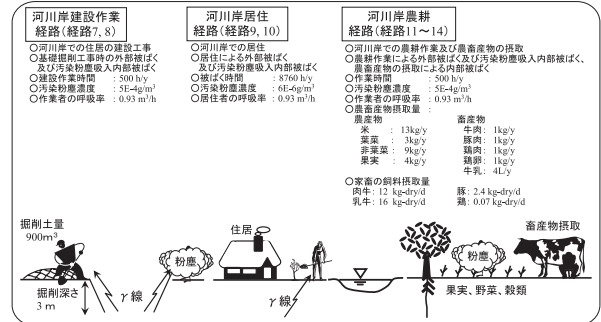 河川岸建設作業
経路(経路7, 8)
○河川岸での住居の建設工事
○基礎掘削工事時の外部被ばく
及び汚染粉塵吸入内部被ばく
○建設作業時間 : 500 h/y
○汚染粉塵濃度 : 5E-4g/m³
○作業者の呼吸率 : 0.93 m³/h
河川岸居住
経路(経路9, 10)
○河川岸での居住
○居住による外部被ばく
及び汚染粉塵吸入内部被ばく
○被ばく時間 : 8760 h/y
○汚染粉塵濃度 : 6E-6g/m³
○居住者の呼吸率 : 0.93 m³/h
河川岸農耕
経路(経路11〜14)
○河川岸での農耕作業及び農畜産物の摂取
○農耕作業による外部被ばく及び汚染粉塵吸入内部被ばく、
農畜産物の摂取による内部被ばく
○作業時間 : 500 h/y
○汚染粉塵濃度 : 5E-4g/m³
○作業者の呼吸率 : 0.93 m³/h
○農畜産物摂取量 :
農産物
米 : 13kg/y
葉菜 : 3kg/y
非葉菜 : 9kg/y
果実 : 4kg/y
畜産物
牛肉: 1kg/y
豚肉: 1kg/y
鶏肉: 1kg/y
鶏卵: 1kg/y
牛乳: 4L/y
○家畜の飼料摂取量
肉牛: 12 kg-dry/d 豚: 2.4 kg-dry/d
乳牛: 16 kg-dry/d 鶏: 0.07 kg-dry/d
掘削土量
900m³
掘削深さ
3 m
γ線
粉塵
住居
γ線
粉塵
畜産物摂取
果実、野菜、穀類